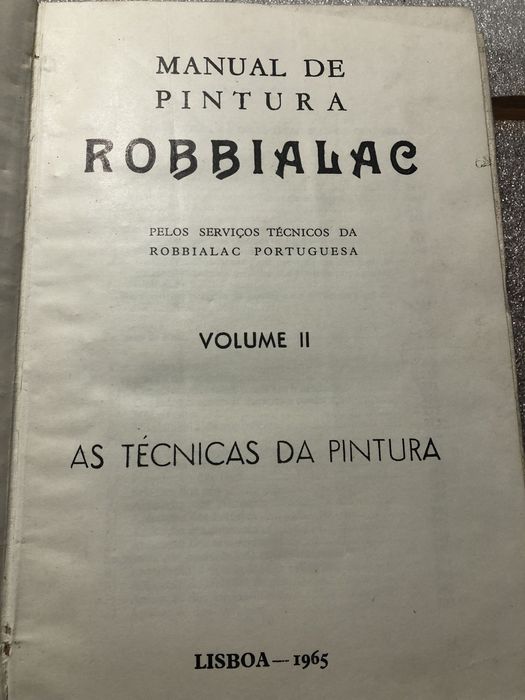 MANUAL DE
PINTURA
ROBBIALAC
PELOS SERVIÇOS TÉCNICOS DA
ROBBIALAC PORTUGUESA
VOLUME II
AS TÉCNICAS DA PINTURA
LISBOA — 1965